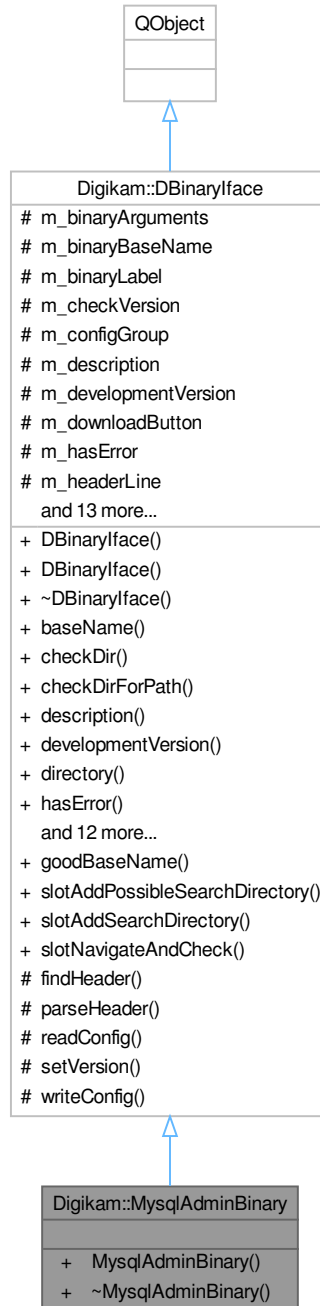 QObject
Digikam::DBinaryIface
# m_binaryArguments
# m_binaryBaseName
# m_binaryLabel
# m_checkVersion
# m_configGroup
# m_description
# m_developmentVersion
# m_downloadButton
# m_hasError
# m_headerLine
and 13 more...
+ DBinaryIface()
+ DBinaryIface()
+ ~DBinaryIface()
+ baseName()
+ checkDir()
+ checkDirForPath()
+ description()
+ developmentVersion()
+ directory()
+ hasError()
and 12 more...
+ goodBaseName()
+ slotAddPossibleSearchDirectory()
+ slotAddSearchDirectory()
+ slotNavigateAndCheck()
# findHeader()
# parseHeader()
# readConfig()
# setVersion()
# writeConfig()
Digikam::MysqlAdminBinary
+ MysqlAdminBinary()
+ ~MysqlAdminBinary()